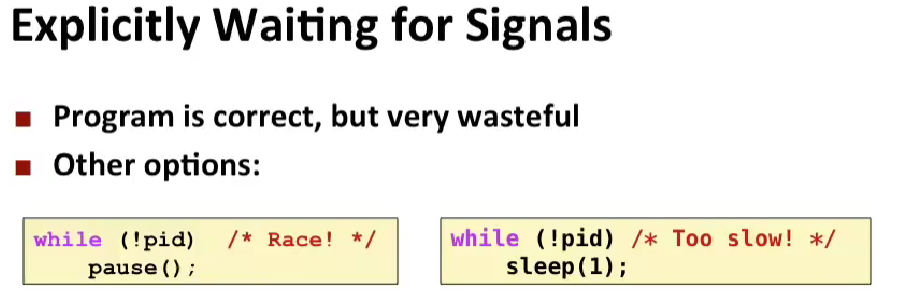 Explicitly Waiting for Signals
Program is correct, but very wasteful
Other options:
while (!pid) /* Race! */
pause();
while (!pid) /* Too slow! */
sleep(1);